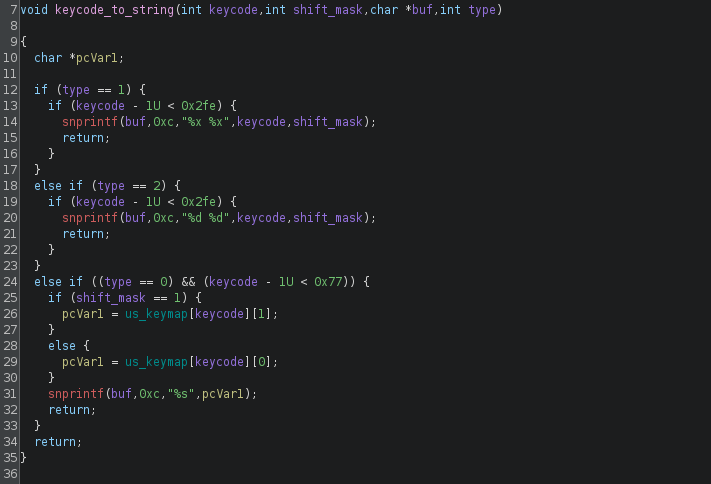 7 void keycode_to_string(int keycode,int shift_mask,char *buf,int type)
8
9 {
10   char *pcVar1;
11
12   if (type == 1) {
13     if (keycode - 1U < 0x2fe) {
14       snprintf(buf,0xc,"%x %x",keycode,shift_mask);
15       return;
16     }
17   }
18   else if (type == 2) {
19     if (keycode - 1U < 0x2fe) {
20       snprintf(buf,0xc,"%d %d",keycode,shift_mask);
21       return;
22     }
23   }
24   else if ((type == 0) && (keycode - 1U < 0x77)) {
25     if (shift_mask == 1) {
26       pcVar1 = us_keymap[keycode][1];
27     }
28     else {
29       pcVar1 = us_keymap[keycode][0];
30     }
31     snprintf(buf,0xc,"%s",pcVar1);
32     return;
33   }
34   return;
35 }
36